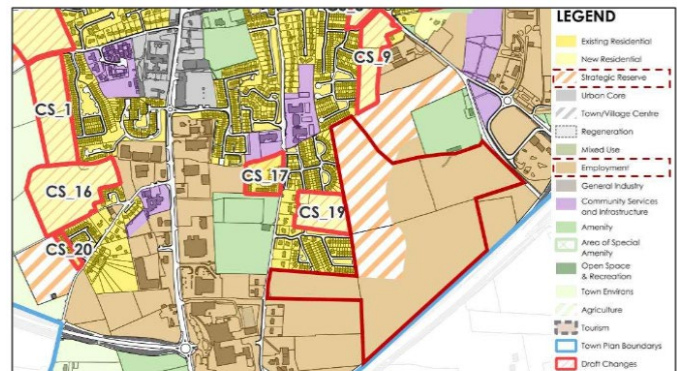 CS_9
CS_1
CS_17
CS_16
CS_19
CS_20
LEGEND
Existing Residential
New Residential
Strategic Reserve
Urban Core
Town/Village Centre
Regeneration
Mixed Use
Employment
General Industry
Community Services
and Infrastructure
Amenity
Area of Special
Amenity
Open Space
& Recreation
Town Environs
Agriculture
Tourism
Town Plan Boundarys
Draft Changes